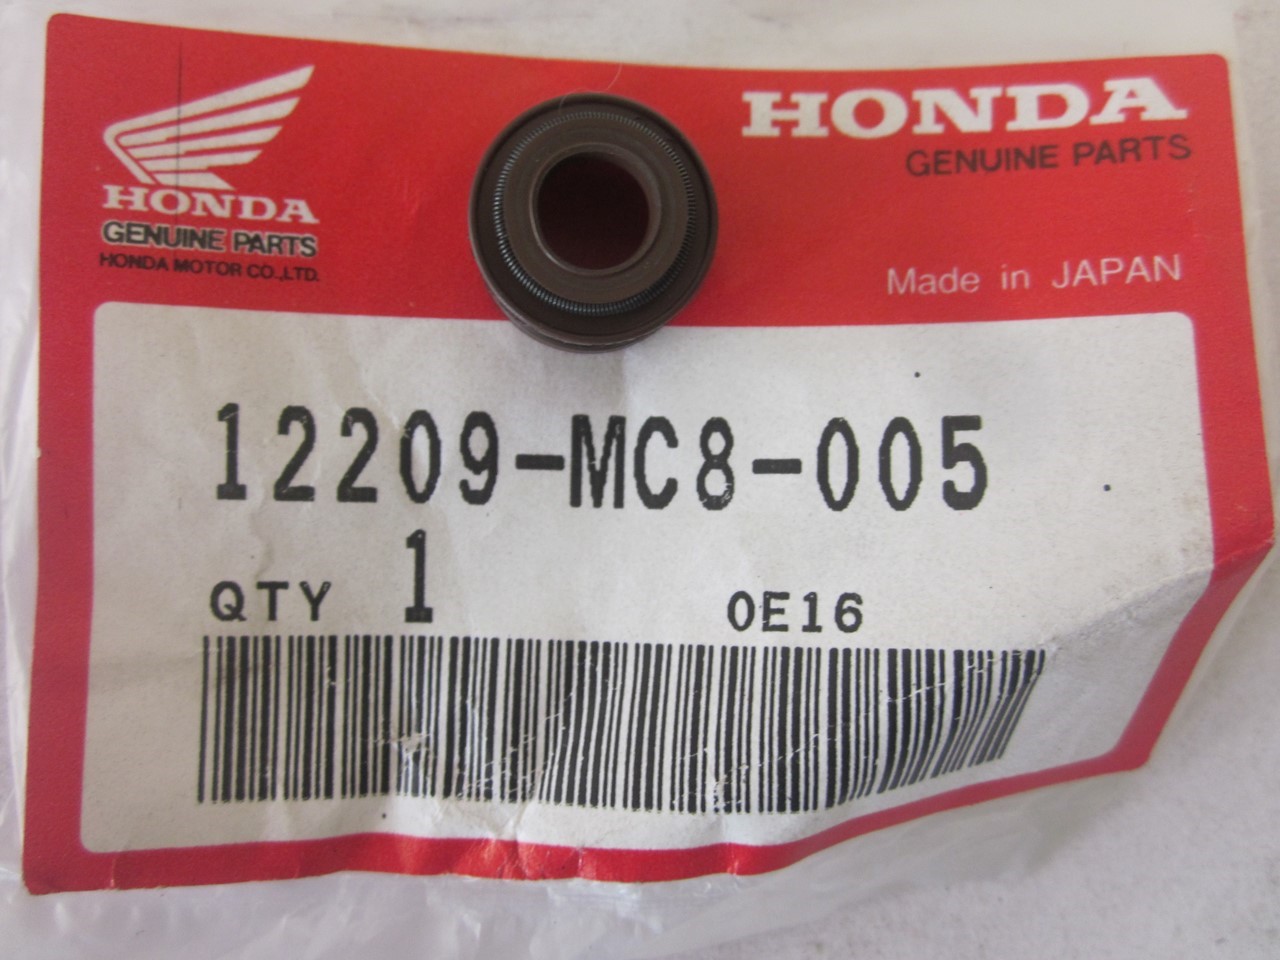 HONDA
GENUINE PARTS
HONDA MOTOR CO.,LTD.
HONDA
GENUINE PARTS
Made in JAPAN
12209-MC8-005
QTY 1 0E16